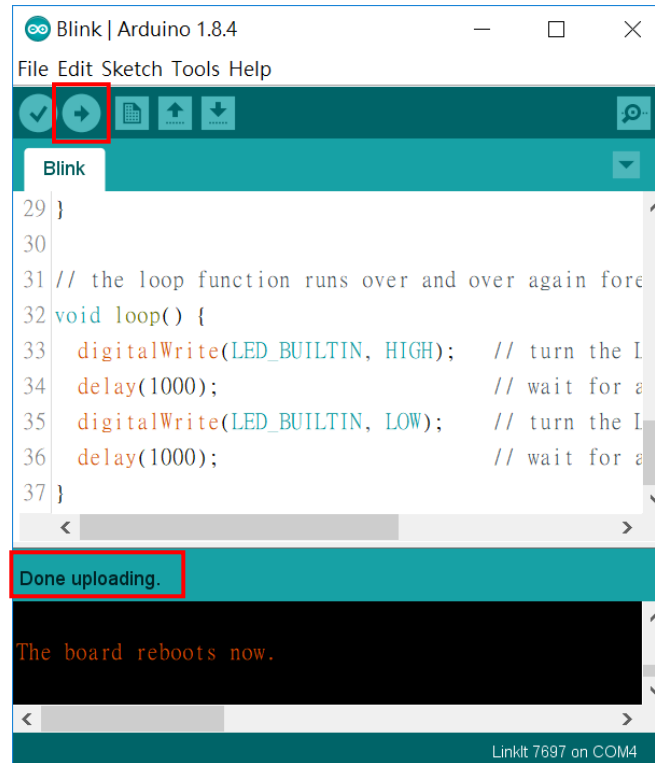 Blink | Arduino 1.8.4
File Edit Sketch Tools Help
Blink
29 }
30
31 // the loop function runs over and over again fore
32 void loop() {
33 digitalWrite(LED_BUILTIN, HIGH); // turn the L
34 delay(1000); // wait for a
35 digitalWrite(LED_BUILTIN, LOW); // turn the L
36 delay(1000); // wait for a
37 }
Done uploading.
The board reboots now.
LinkIt 7697 on COM4